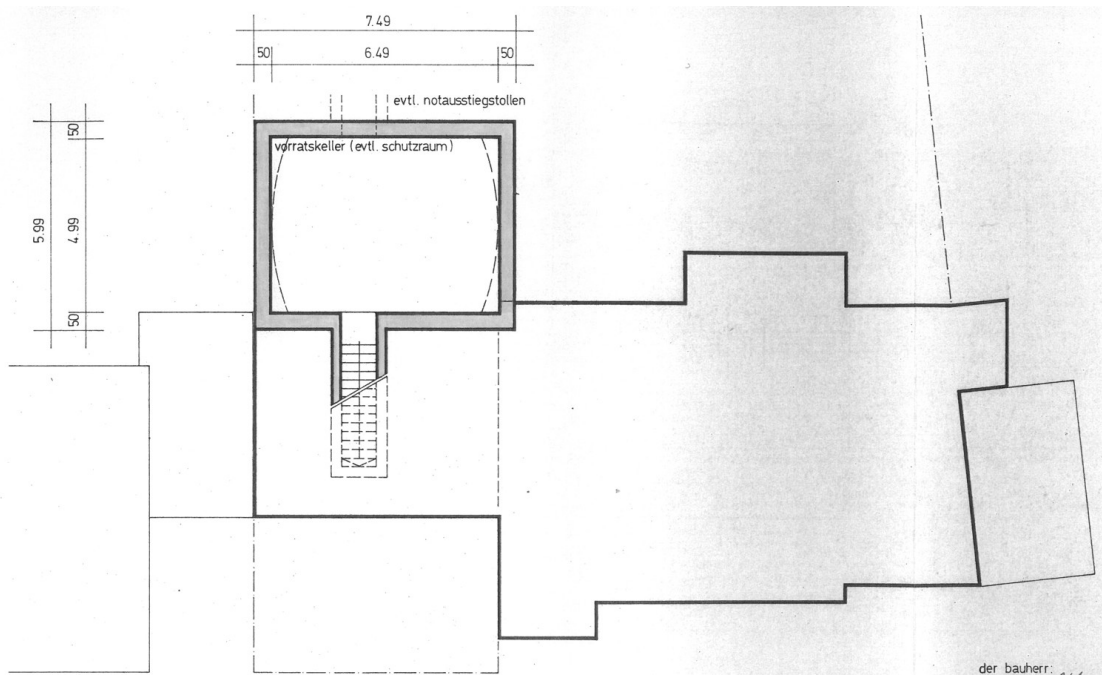 7.49
50 6.49 50
evtl. notausstiegstollen
vorratskeller (evtl. schutzraum)
50
5.99
4.99
50
der bauherr: